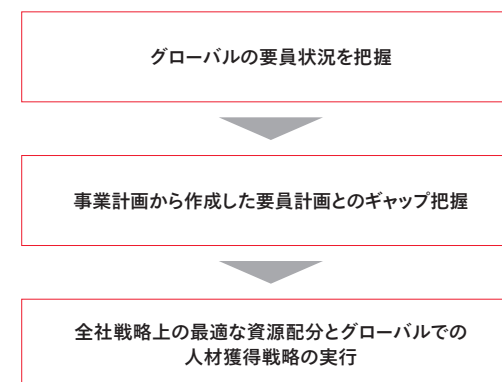 グローバルの要員状況を把握
事業計画から作成した要員計画とのギャップ把握
全社戦略上の最適な資源配分とグローバルでの
人材獲得戦略の実行